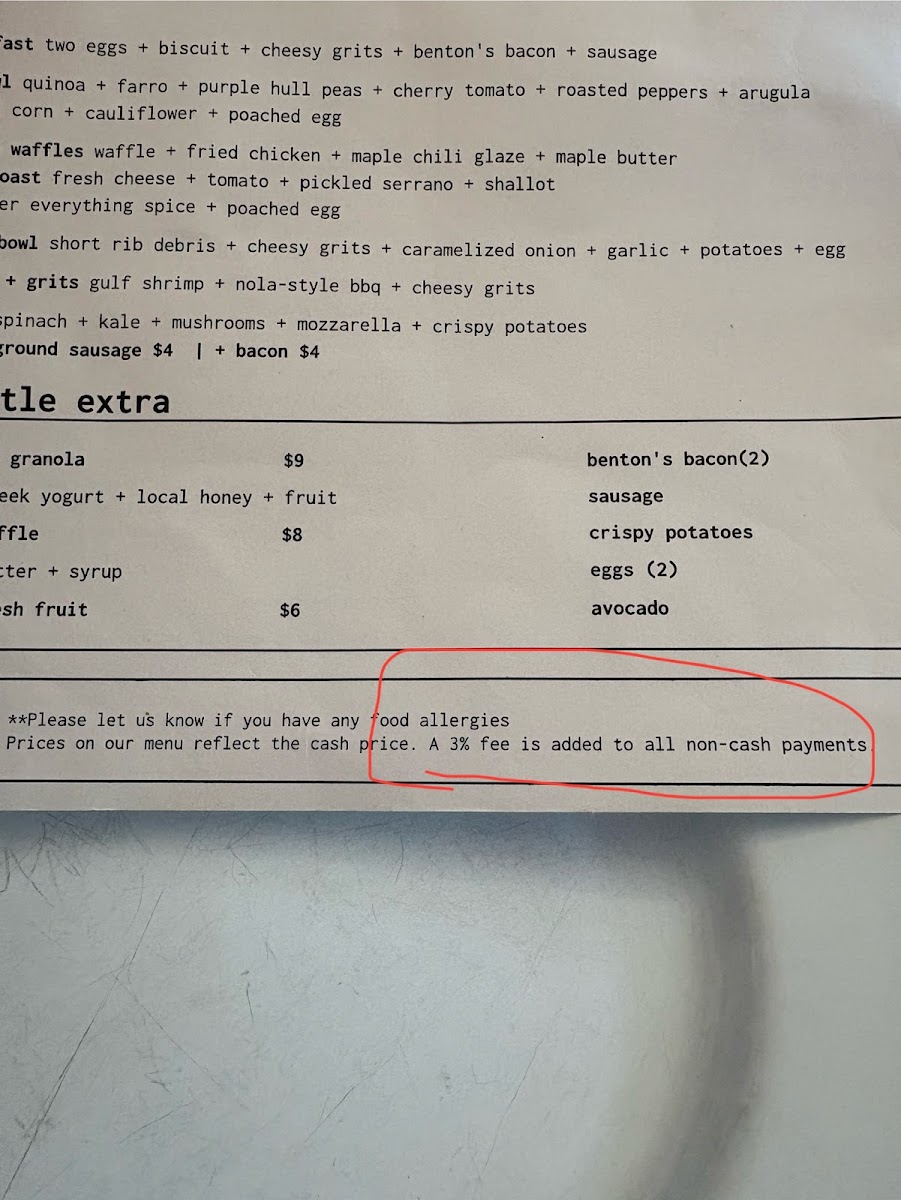 fast two eggs + biscuit + cheesy grits + benton's bacon + sausage
l quinoa + farro + purple hull peas + cherry tomato + roasted peppers + arugula
corn + cauliflower + poached egg
waffles waffle + fried chicken + maple chili glaze + maple butter
oast fresh cheese + tomato + pickled serrano + shallot
er everything spice + poached egg
bowl short rib debris + cheesy grits + caramelized onion + garlic + potatoes + egg
+ grits gulf shrimp + nola-style bbq + cheesy grits
spinach + kale + mushrooms + mozzarella + crispy potatoes
ground sausage $4 | + bacon $4
tle extra
granola $9 benton's bacon(2)
eek yogurt + local honey + fruit sausage
ffle $8 crispy potatoes
tter + syrup eggs (2)
sh fruit $6 avocado
**Please let us know if you have any food allergies
Prices on our menu reflect the cash price. A 3% fee is added to all non-cash payments.